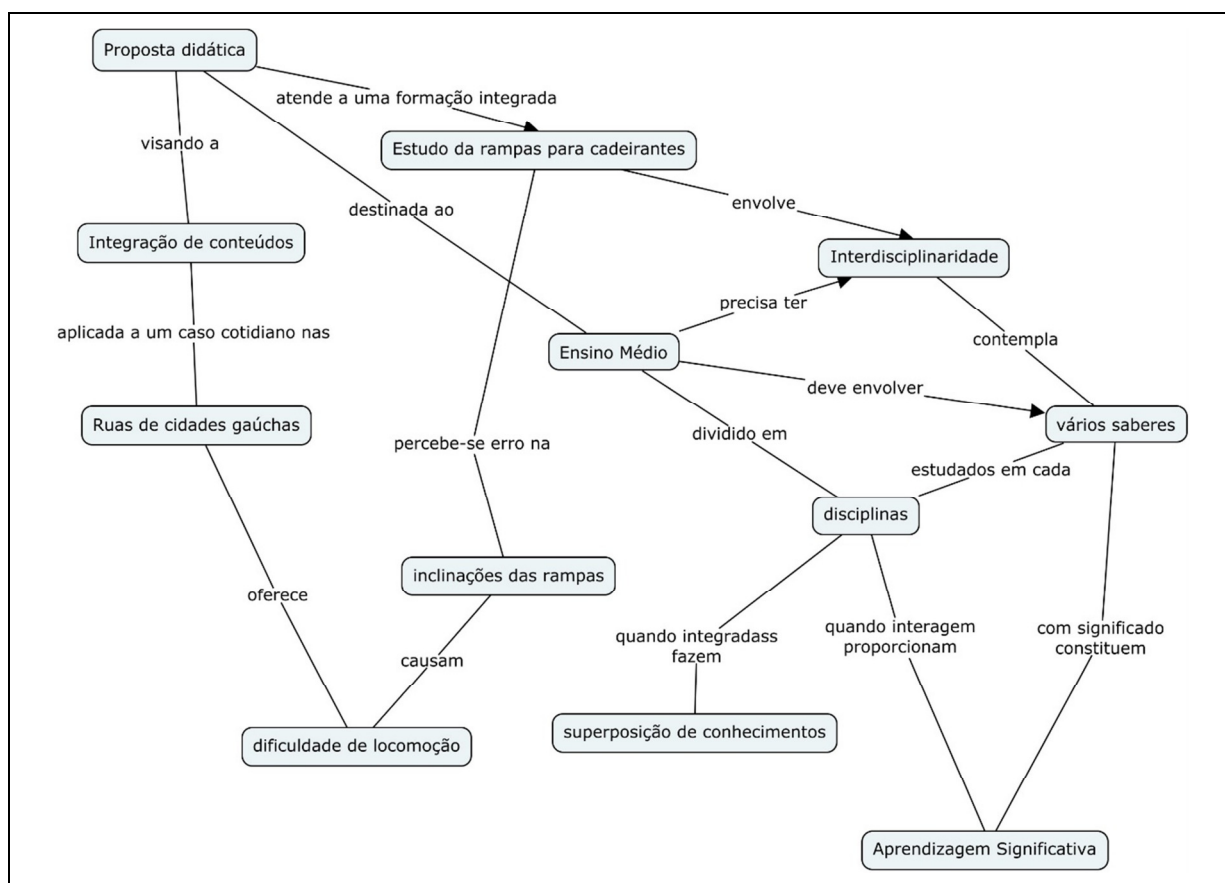 Proposta didática
atende a uma formação integrada
visando a
Estudo da rampas para cadeirantes
envolve
destinada ao
Integração de conteúdos
Interdisciplinaridade
precisa ter
aplicada a um caso cotidiano nas
contempla
Ensino Médio
deve envolver
Ruas de cidades gaúchas
vários saberes
dividido em
percebe-se erro na
estudados em cada
disciplinas
inclinações das rampas
oferece
quando integradass
fazem
quando interagem
proporcionam
com significado
constituem
causam
superposição de conhecimentos
dificuldade de locomoção
Aprendizagem Significativa